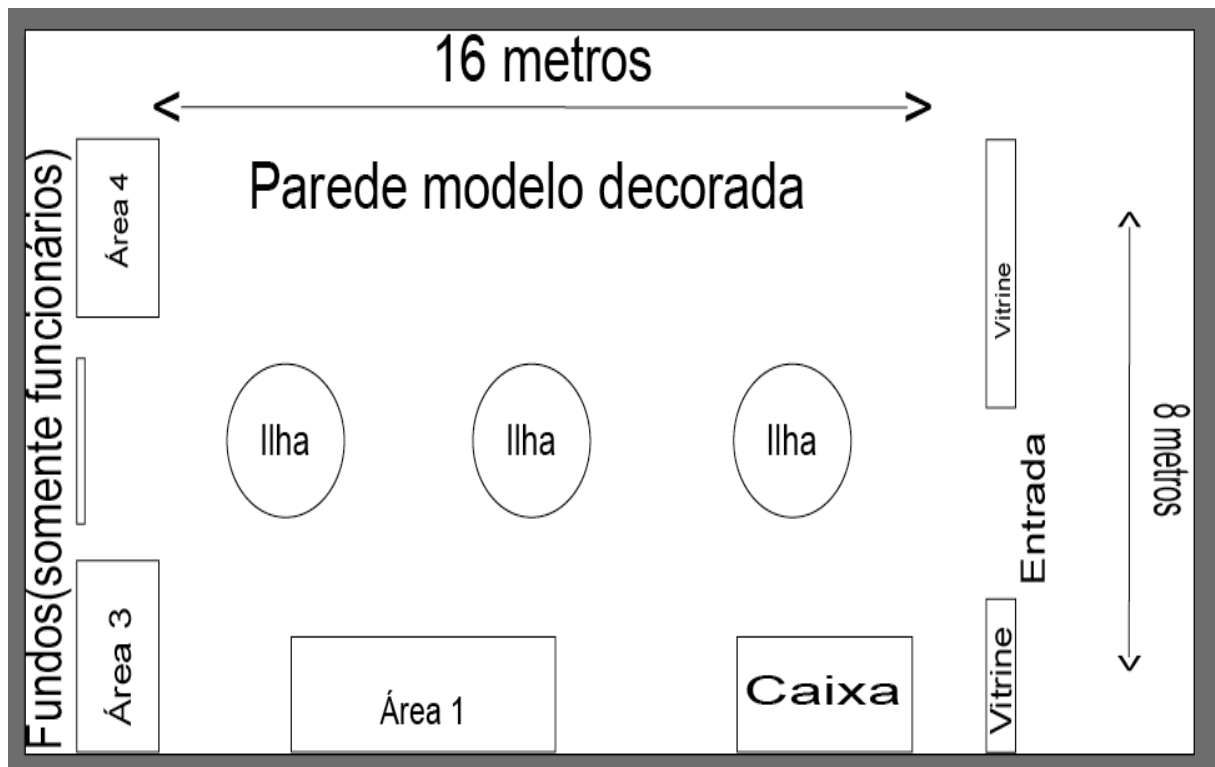 16 metros
Parede modelo decorada
Fundos(somente funcionários)
Área 4
Vitrine
8 metros
Ilha
Ilha
Ilha
Entrada
Área 3
Área 1
Caixa
Vitrine